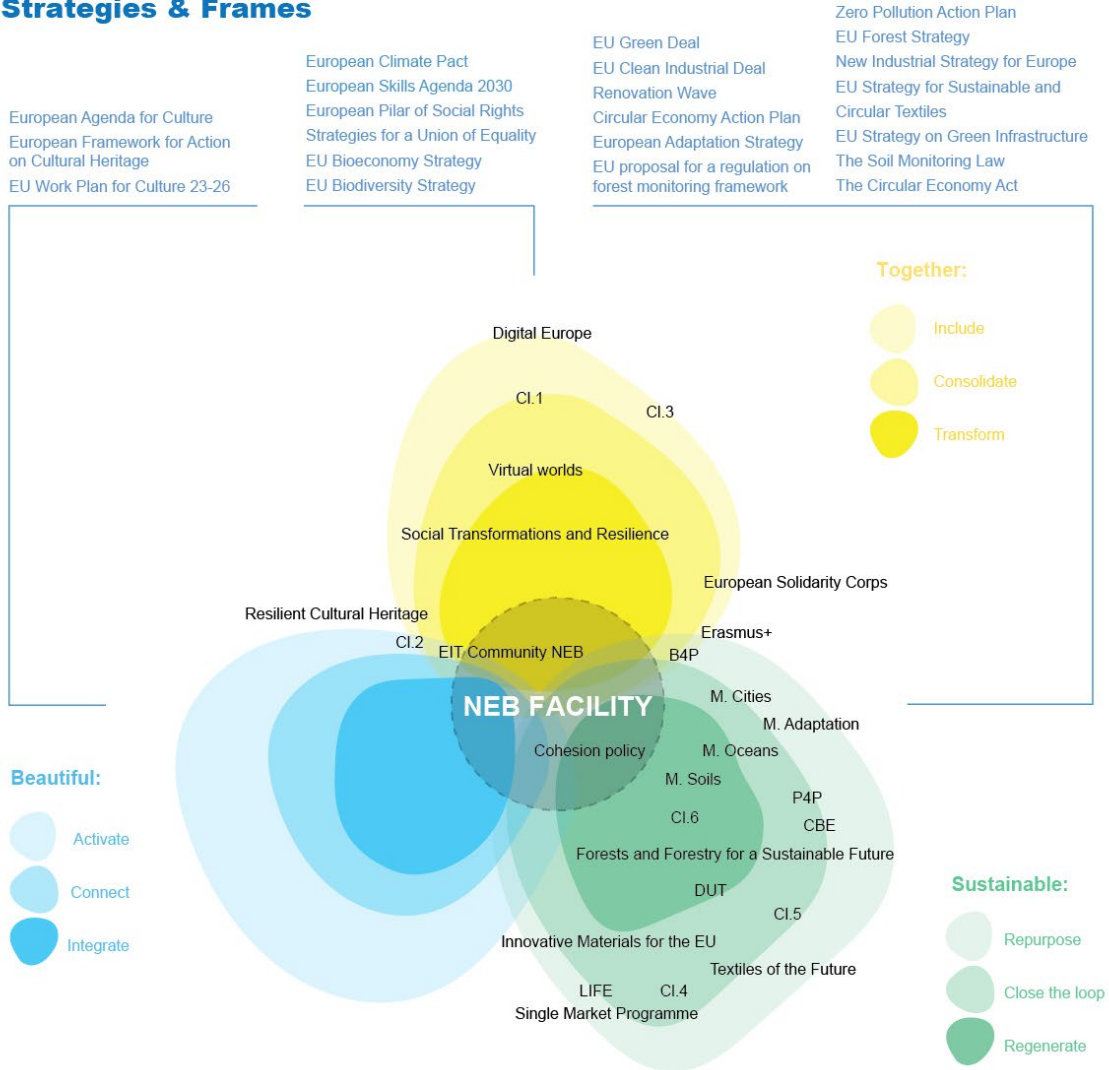 Strategies & Frames
European Agenda for Culture
European Framework for Action
on Cultural Heritage
EU Work Plan for Culture 23-26
European Climate Pact
European Skills Agenda 2030
European Pilar of Social Rights
Strategies for a Union of Equality
EU Bioeconomy Strategy
EU Biodiversity Strategy
EU Green Deal
EU Clean Industrial Deal
Renovation Wave
Circular Economy Action Plan
European Adaptation Strategy
EU proposal for a regulation on
forest monitoring framework
Zero Pollution Action Plan
EU Forest Strategy
New Industrial Strategy for Europe
EU Strategy for Sustainable and
Circular Textiles
EU Strategy on Green Infrastructure
The Soil Monitoring Law
The Circular Economy Act
Together:
Include
Consolidate
Transform
Digital Europe
Cl.1
Cl.3
Virtual worlds
Social Transformations and Resilience
European Solidarity Corps
Resilient Cultural Heritage
Cl.2
EIT Community NEB
Erasmus+
B4P
NEB FACILITY
M. Cities
M. Adaptation
Cohesion policy
M. Oceans
M. Soils
P4P
Cl.6
CBE
Forests and Forestry for a Sustainable Future
DUT
Cl.5
Innovative Materials for the EU
Textiles of the Future
LIFE
Cl.4
Single Market Programme
Beautiful:
Activate
Connect
Integrate
Sustainable:
Repurpose
Close the loop
Regenerate